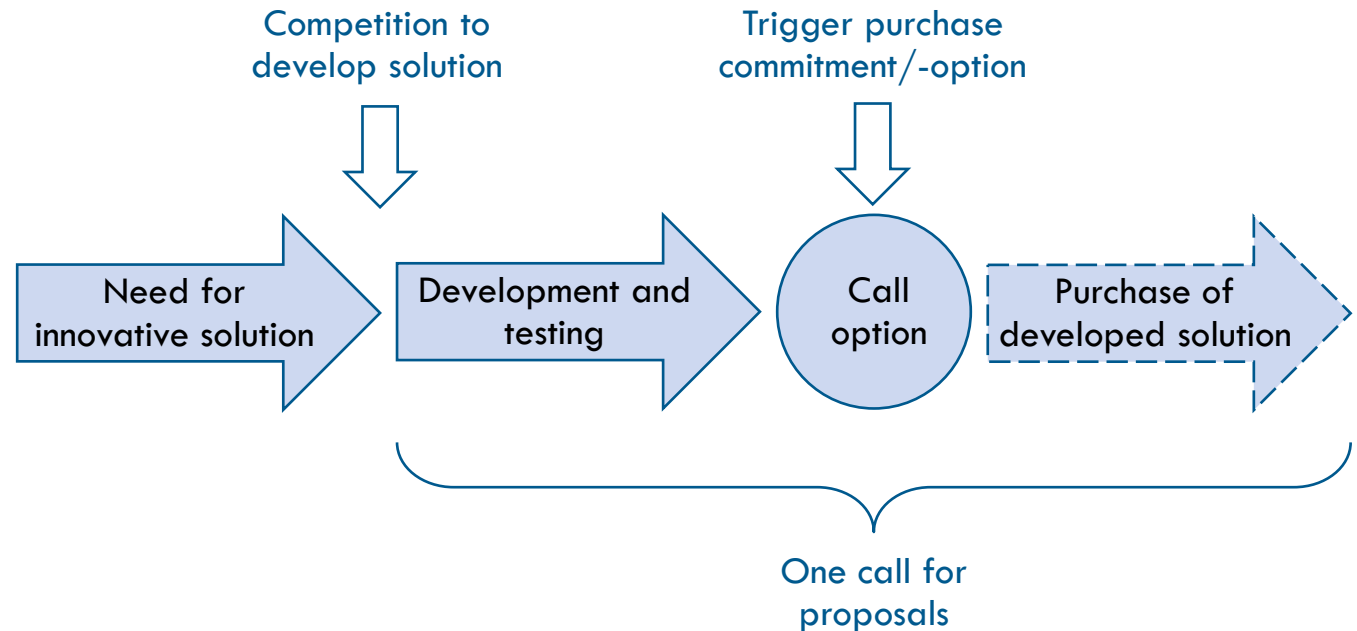 Competition to
develop solution
Trigger purchase
commitment/-option
Need for
innovative solution
Development and
testing
Call
option
Purchase of
developed solution
One call for
proposals